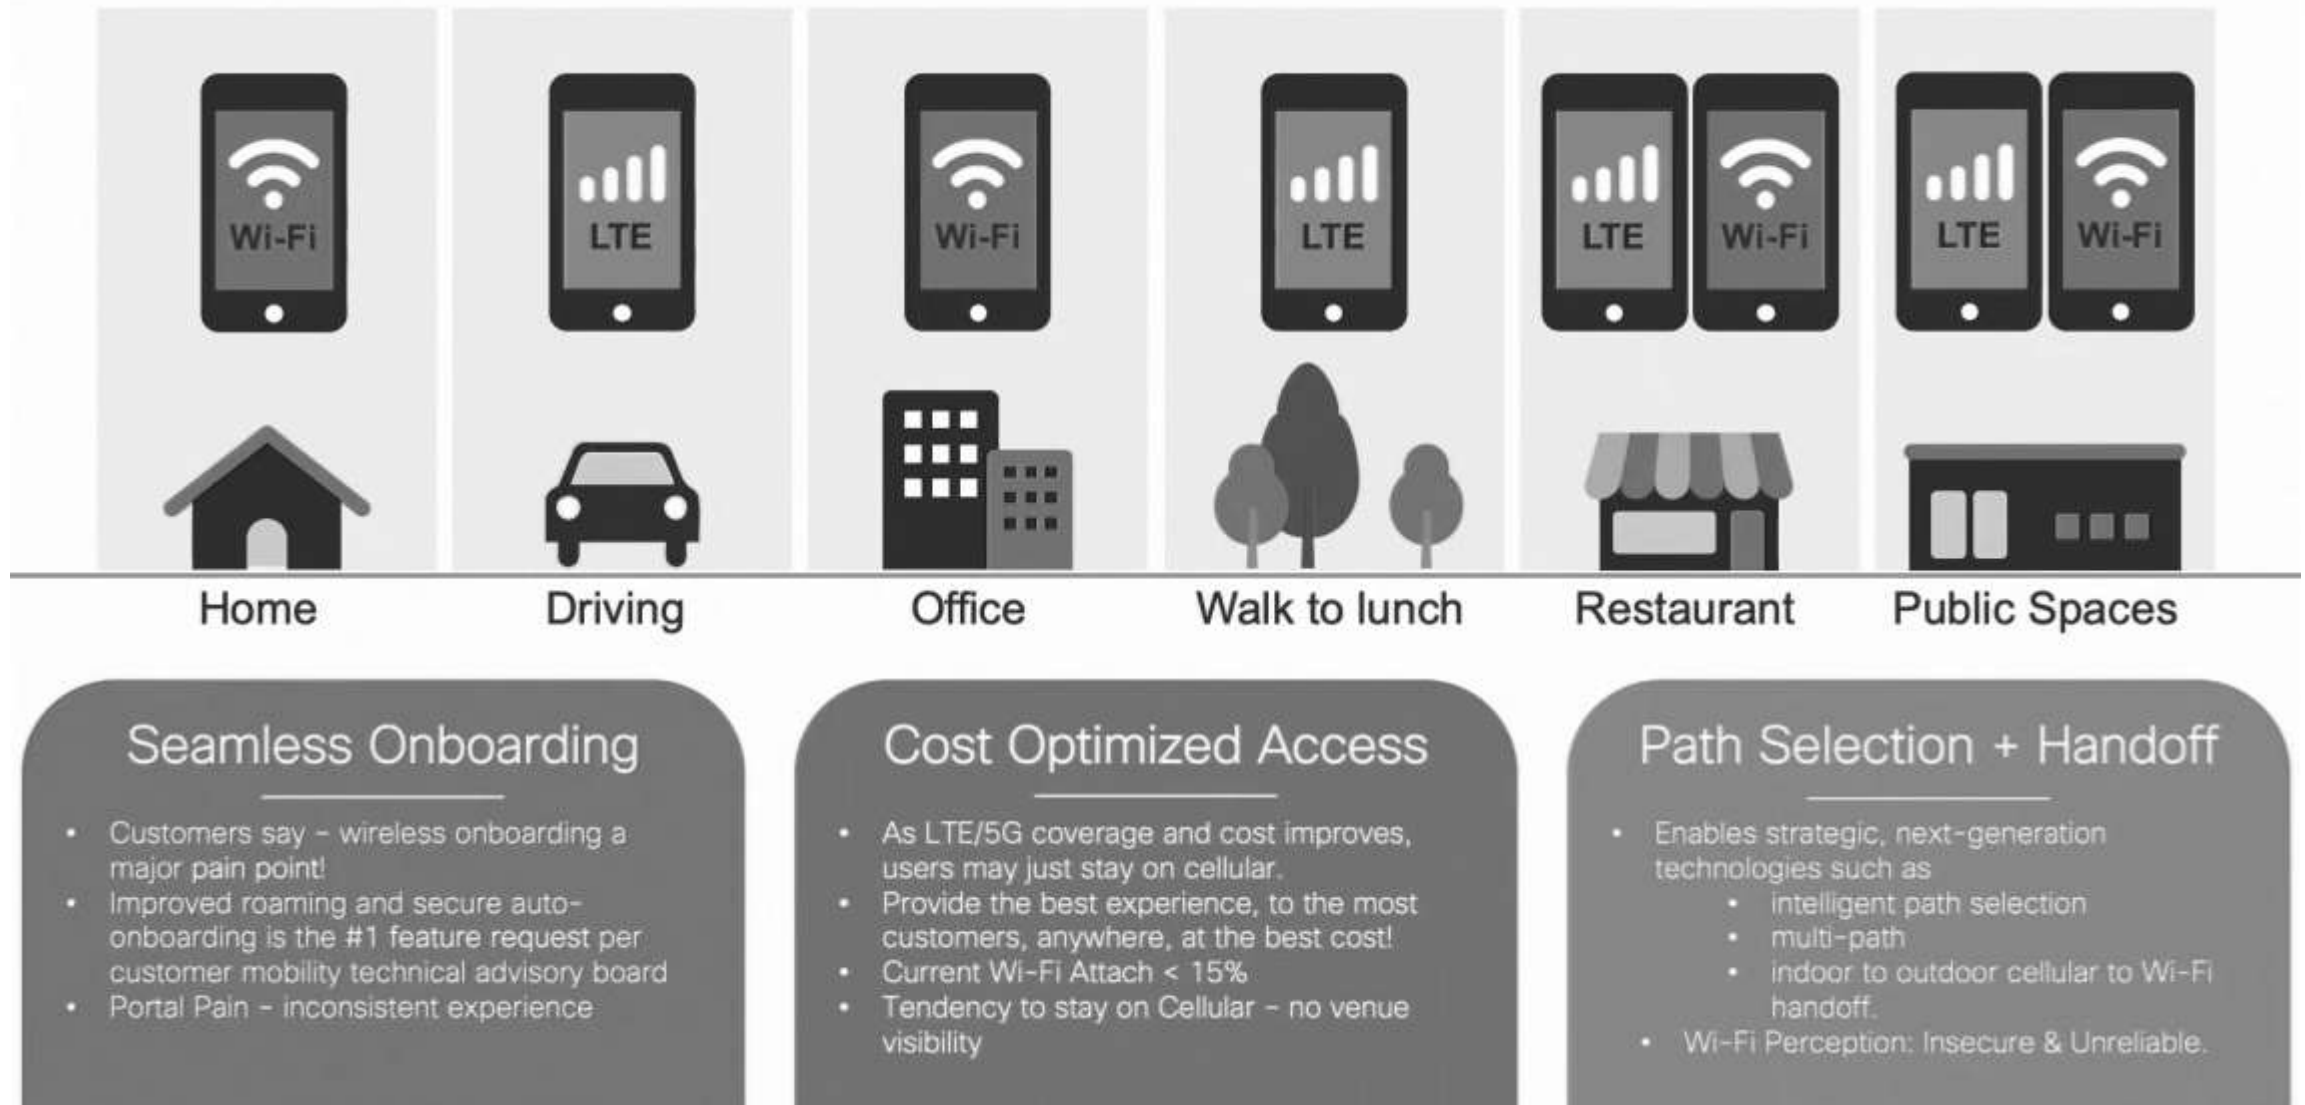 Wi-Fi
LTE
Wi-Fi
LTE
LTE
Wi-Fi
LTE
Wi-Fi
Home
Driving
Office
Walk to lunch
Restaurant
Public Spaces
Seamless Onboarding
• Customers say – wireless onboarding a
major pain point!
• Improved roaming and secure auto-
onboarding is the #1 feature request per
customer mobility technical advisory board
• Portal Pain – inconsistent experience
Cost Optimized Access
• As LTE/5G coverage and cost improves,
users may just stay on cellular.
• Provide the best experience, to the most
customers, anywhere, at the best cost!
• Current Wi-Fi Attach < 15%
• Tendency to stay on Cellular – no venue
visibility
Path Selection + Handoff
• Enables strategic, next-generation
technologies such as
• intelligent path selection
• multi-path
• indoor to outdoor cellular to Wi-Fi
handoff.
• Wi-Fi Perception: Insecure & Unreliable.